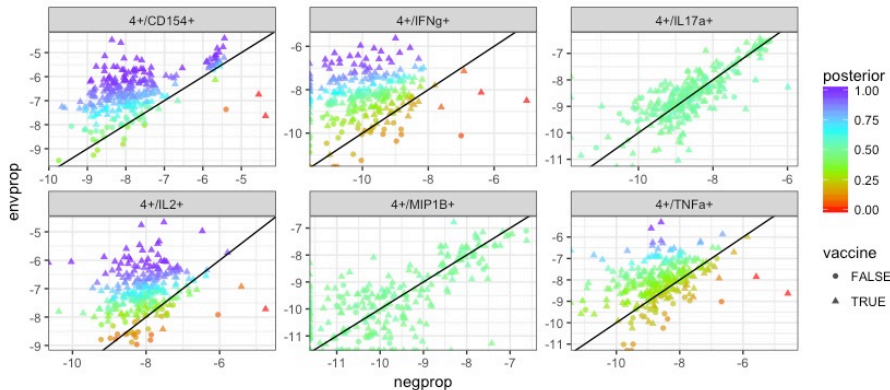 4+/CD154+
4+/IFNg+
4+/IL17a+
-5
-6
-7
-8
-9
-10 -9 -8 -7 -6 -5
-6
-8
-10
-10 -8 -6
-7
-8
-9
-10
-11
-10 -8 -6
4+/IL2+
4+/MIP1B+
4+/TNFa+
-5
-6
-7
-8
-9
-10 -8 -6
-7
-8
-9
-10
-11
-11 -10 -9 -8 -7
-6
-7
-8
-9
-10
-11
-10 -8 -6
envprop
negprop
posterior
1.00
0.75
0.50
0.25
0.00
vaccine
FALSE
TRUE